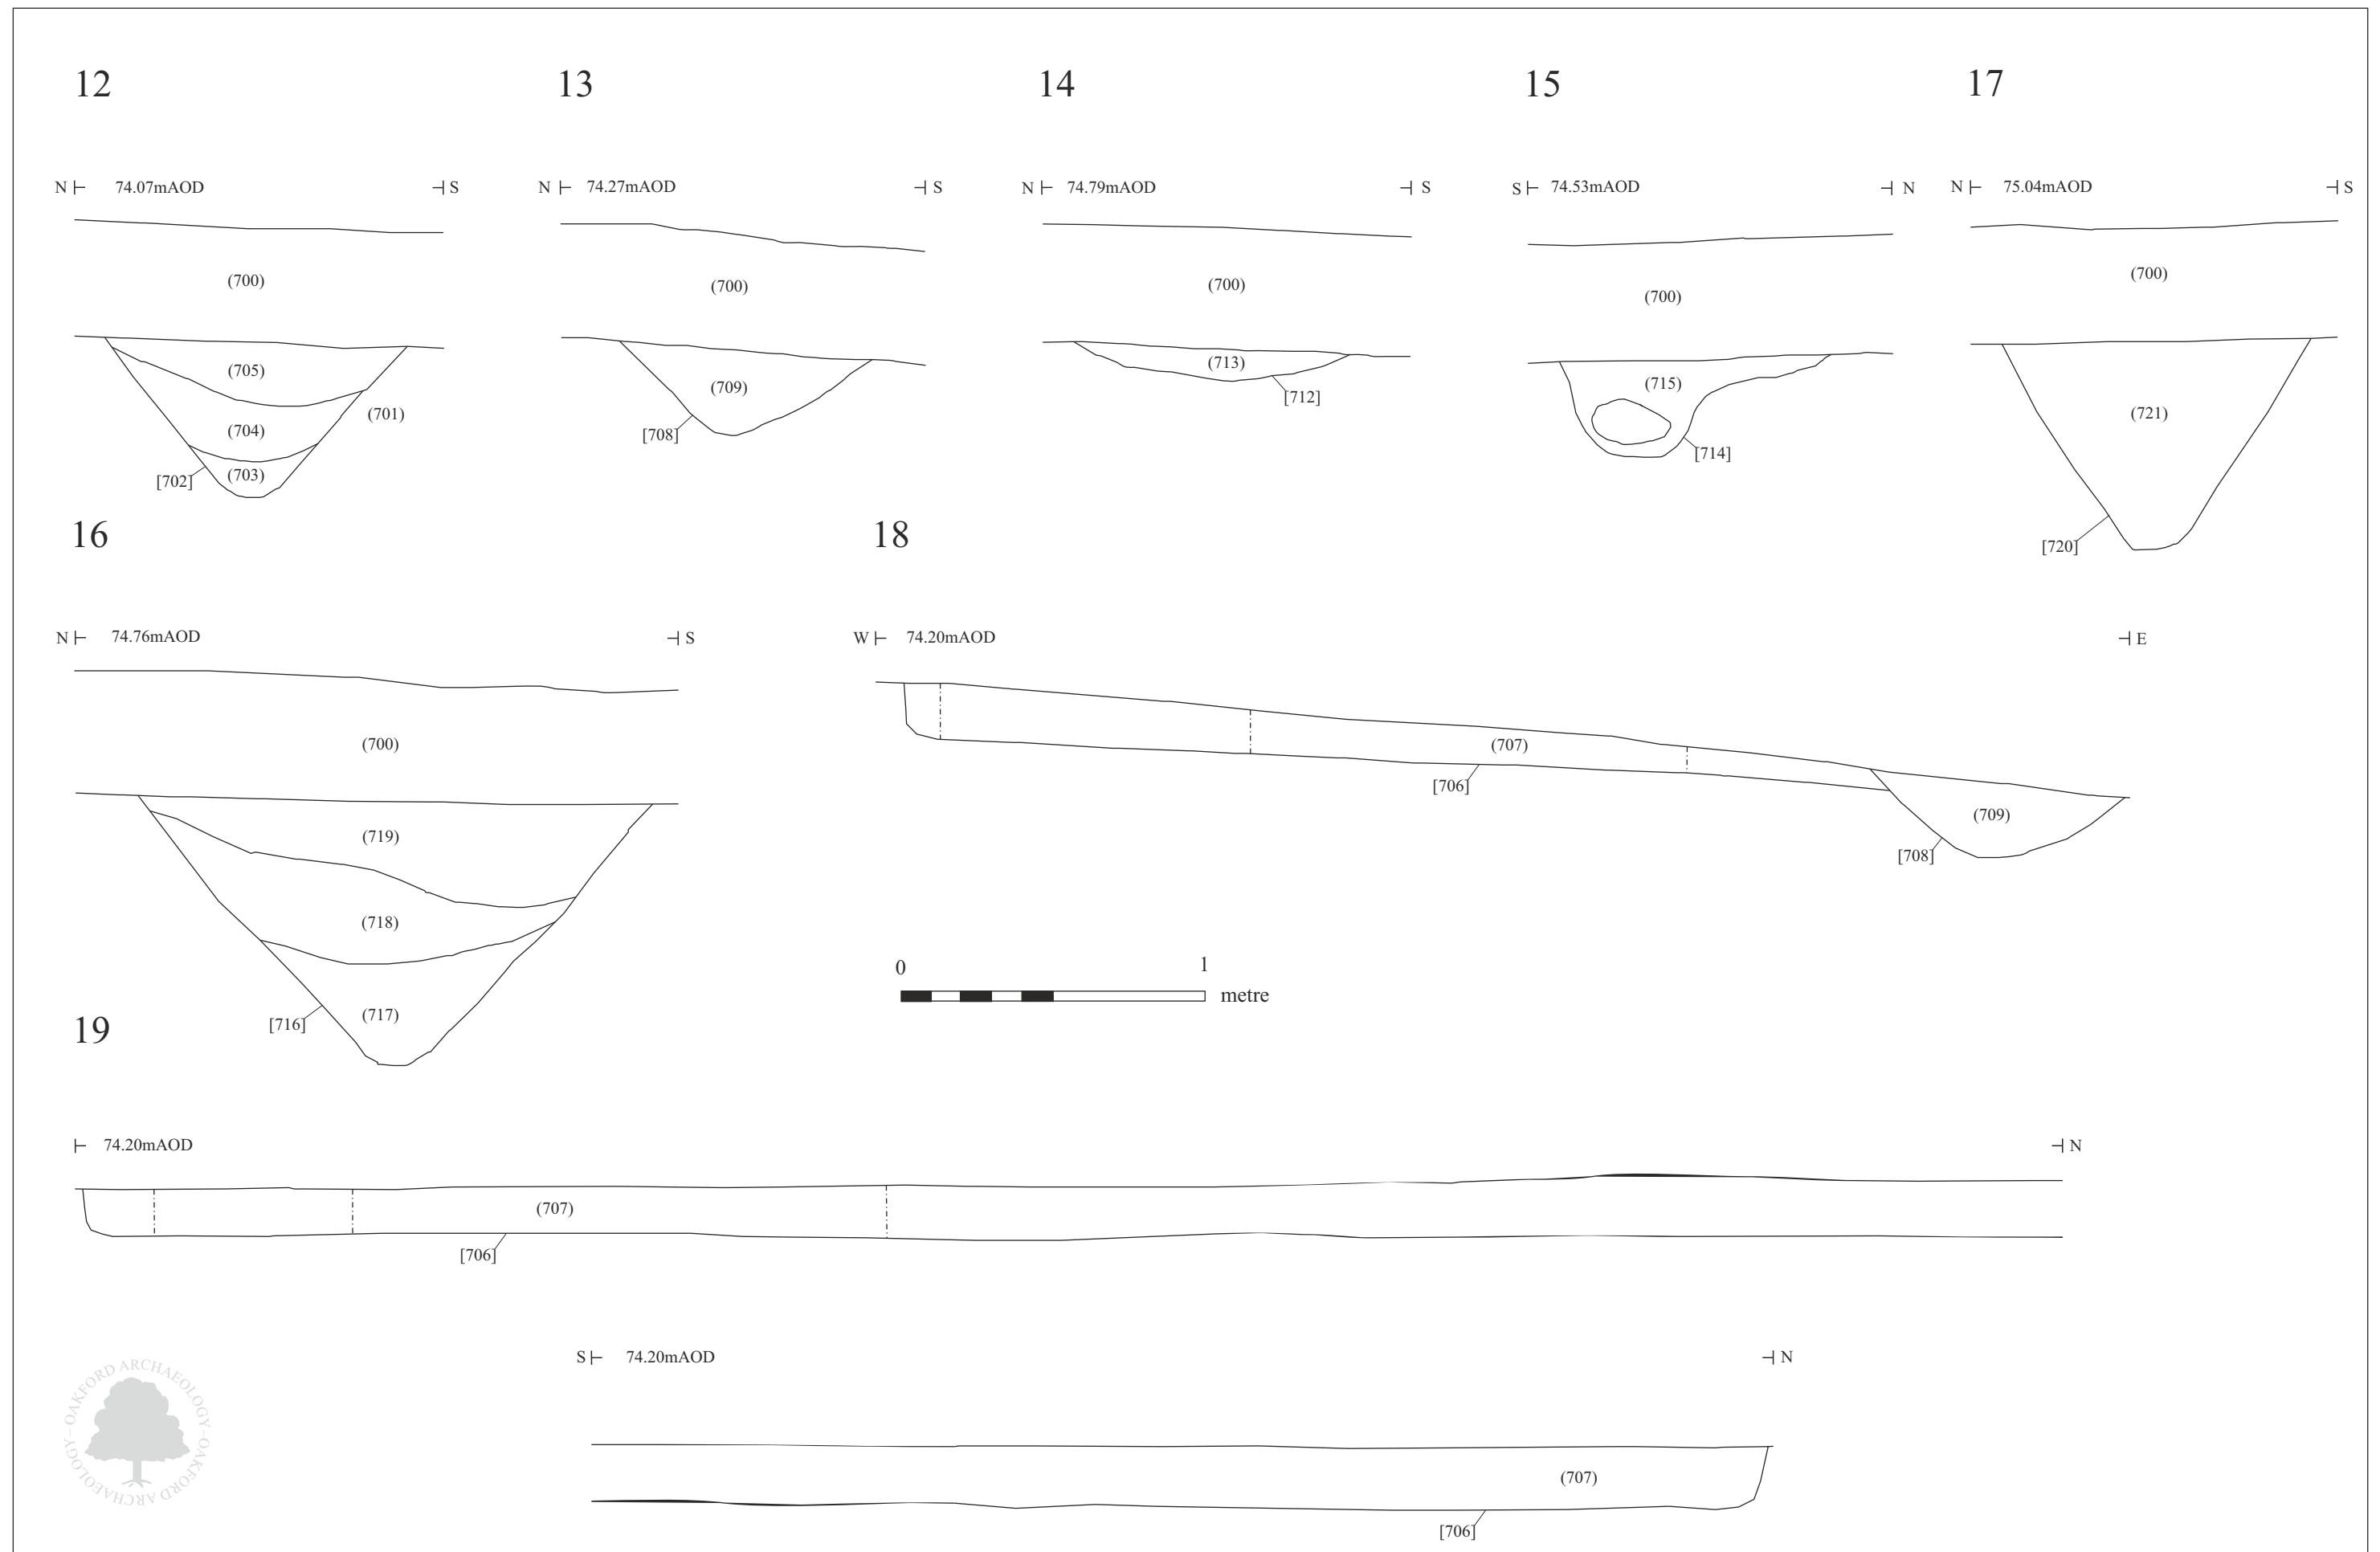 12 13 14 15 17
N 74.07mAOD S N 74.27mAOD S N 74.79mAOD S S 74.53mAOD N N 75.04mAOD S
(700) (700) (700) (700) (700)
(705) (709) (713) (715) (721)
(701)
(704)
(703)
[702] [708] [712] [714] [720]
16 18
N 74.76mAOD S W 74.20mAOD E
(700) (707)
[706]
(719) (709)
[708]
(718)
0 1
metre
(717)
[716]
19
74.20mAOD N
(707)
[706]
S 74.20mAOD N
(707)
[706]
OAKFORD ARCHAEOLOGY – OAKFORD ARCHAEOLOGY –